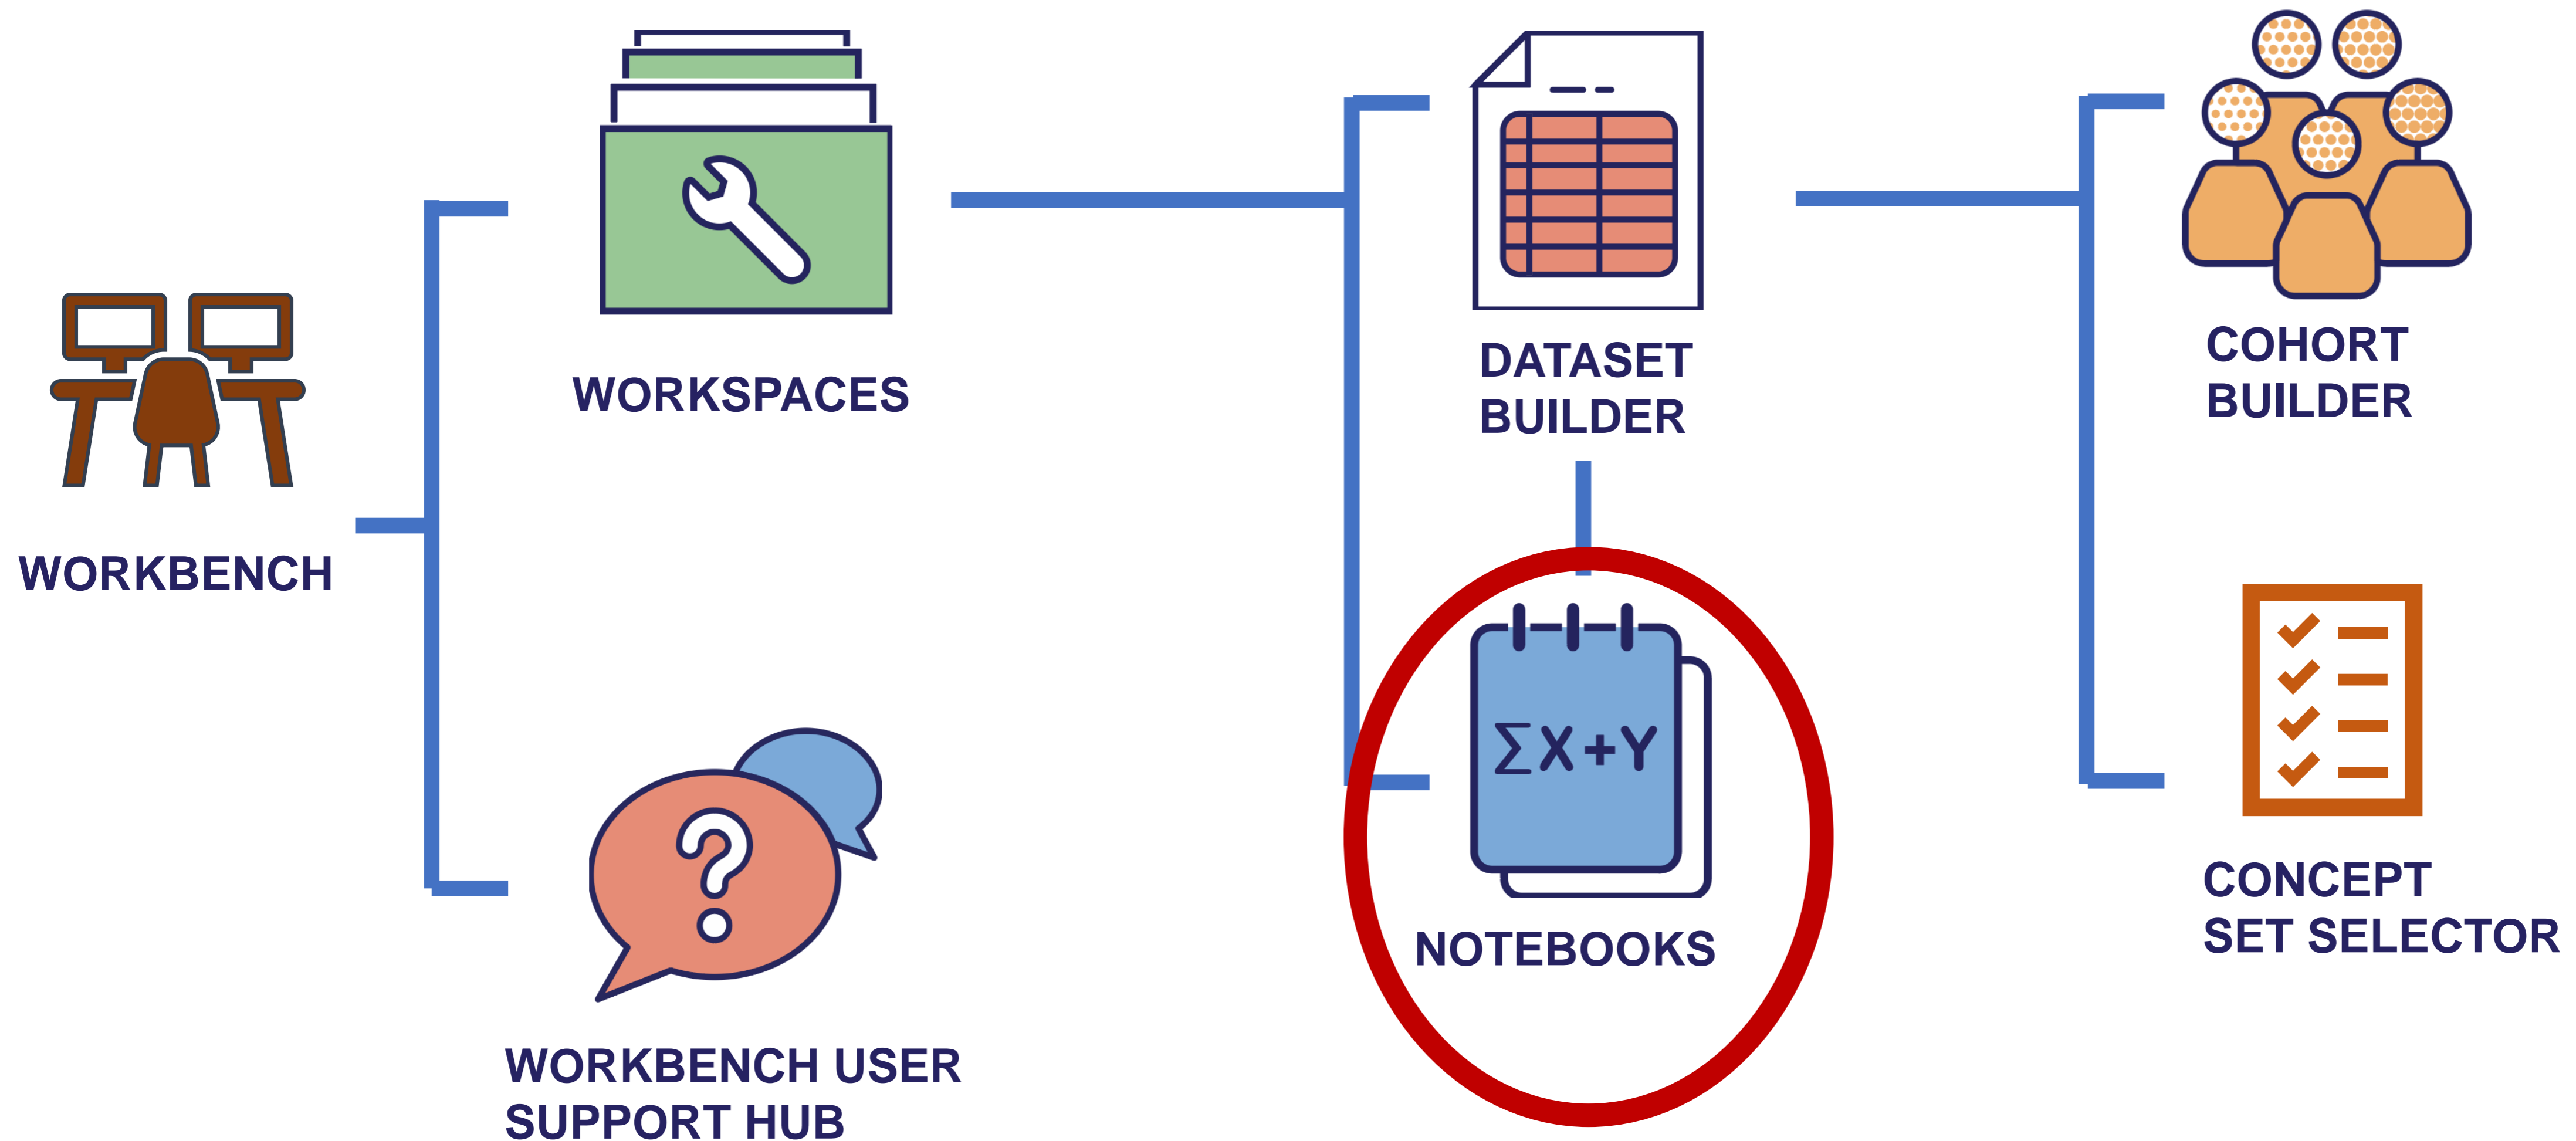 WORKBENCH
WORKSPACES
WORKBENCH USER
SUPPORT HUB
DATASET
BUILDER
ΣX+Y
NOTEBOOKS
COHORT
BUILDER
CONCEPT
SET SELECTOR